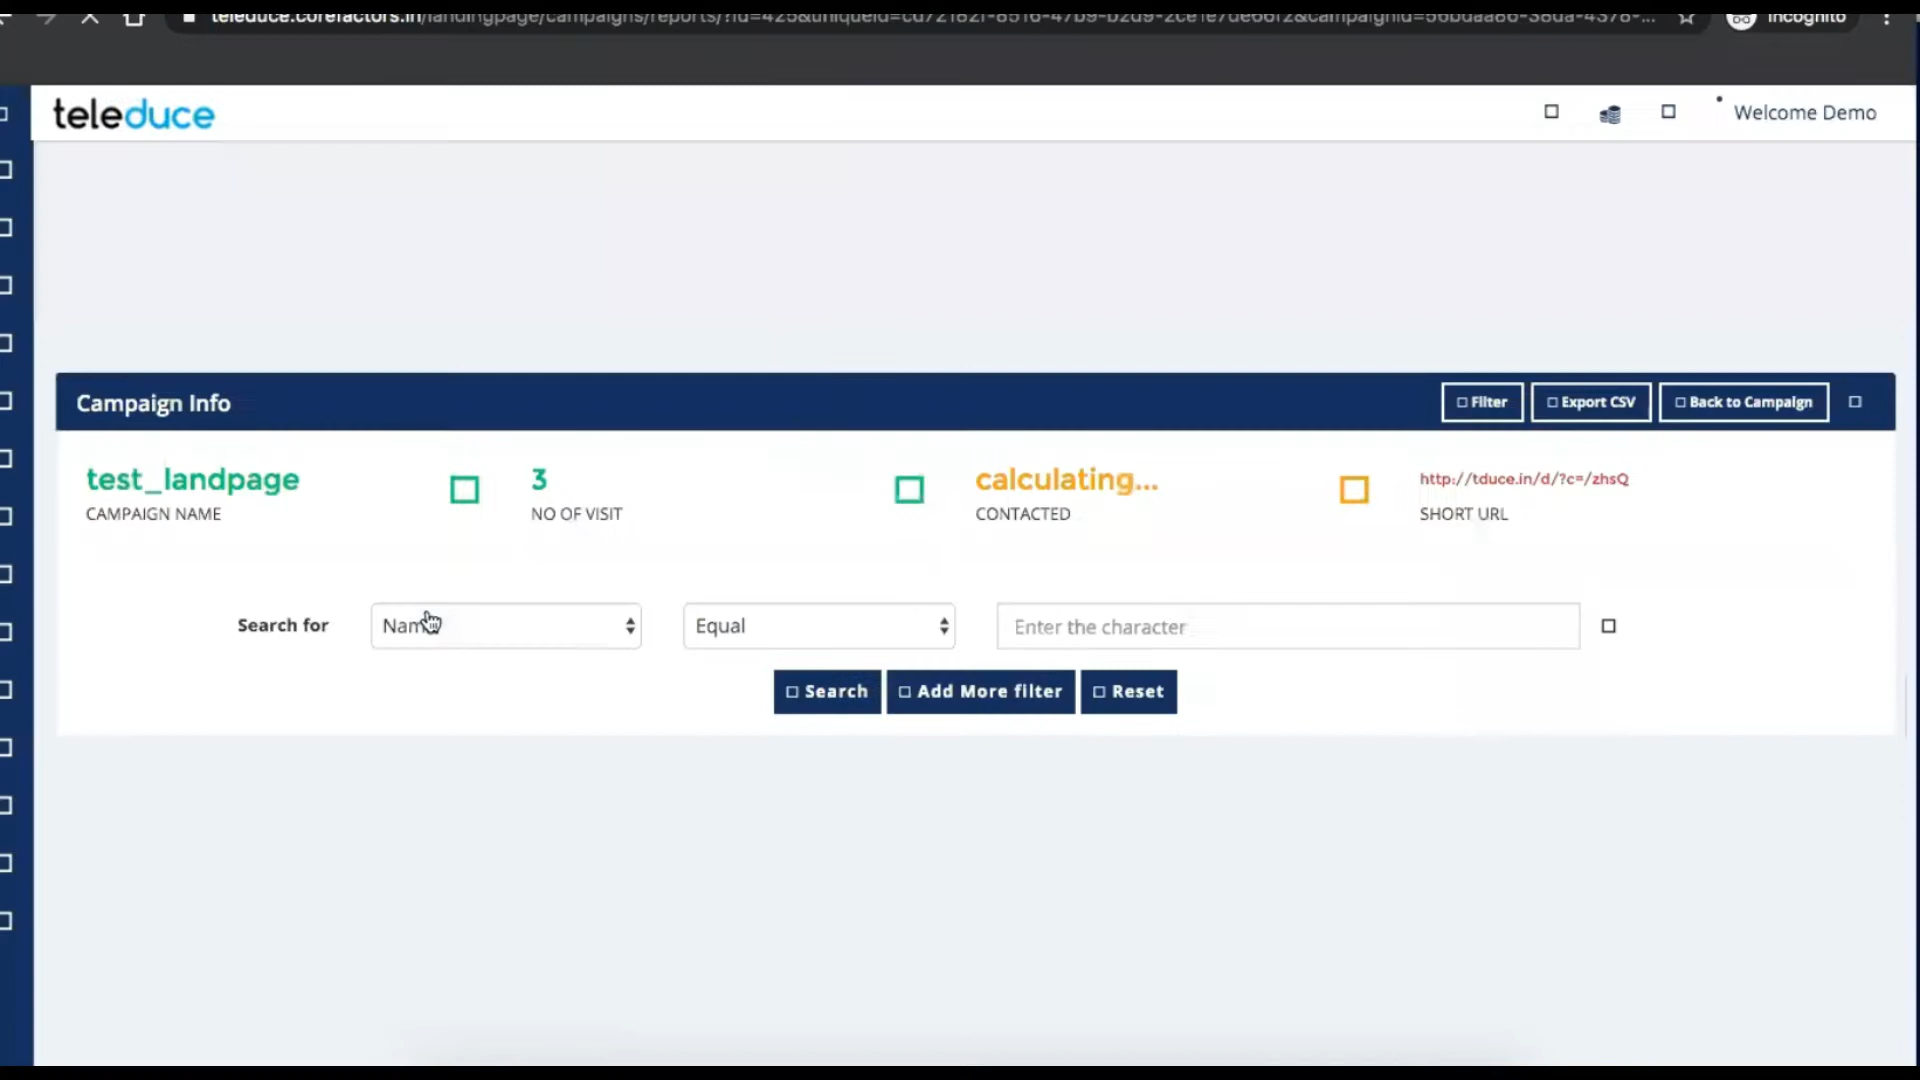 Incognito
teleduce
Welcome Demo
Campaign Info
Filter
Export CSV
Back to Campaign
test_landpage
CAMPAIGN NAME
3
NO OF VISIT
calculating...
CONTACTED
http://tduce.in/d/?c=/zhsQ
SHORT URL
Search for
Equal
Enter the character
Search
Add More filter
Reset